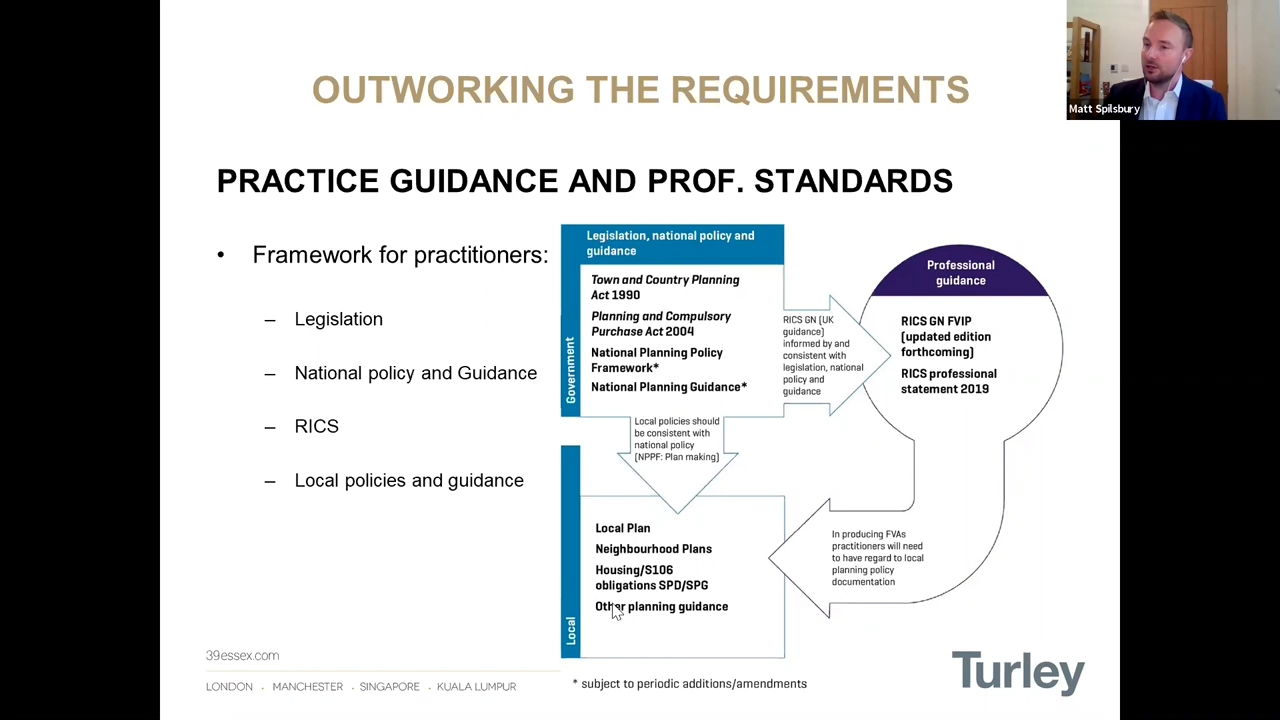 OUTWORKING THE REQUIREMENTS
Matt Spilsbury
PRACTICE GUIDANCE AND PROF. STANDARDS
• Framework for practitioners:
– Legislation
– National policy and Guidance
– RICS
– Local policies and guidance
Government
Legislation, national policy and
guidance
Town and Country Planning
Act 1990
Planning and Compulsory
Purchase Act 2004
National Planning Policy
Framework*
National Planning Guidance*
RICS GN (UK
guidance)
informed by and
consistent with
legislation, national
policy and
guidance
Professional
guidance
RICS GN FVIP
(updated edition
forthcoming)
RICS professional
statement 2019
Local policies should
be consistent with
national policy
(NPPF: Plan making)
Local
Local Plan
Neighbourhood Plans
Housing/S106
obligations SPD/SPG
Other planning guidance
In producing FVAs
practitioners will need
to have regard to local
planning policy
documentation
39essex.com
LONDON . MANCHESTER . SINGAPORE . KUALA LUMPUR
* subject to periodic additions/amendments
Turley